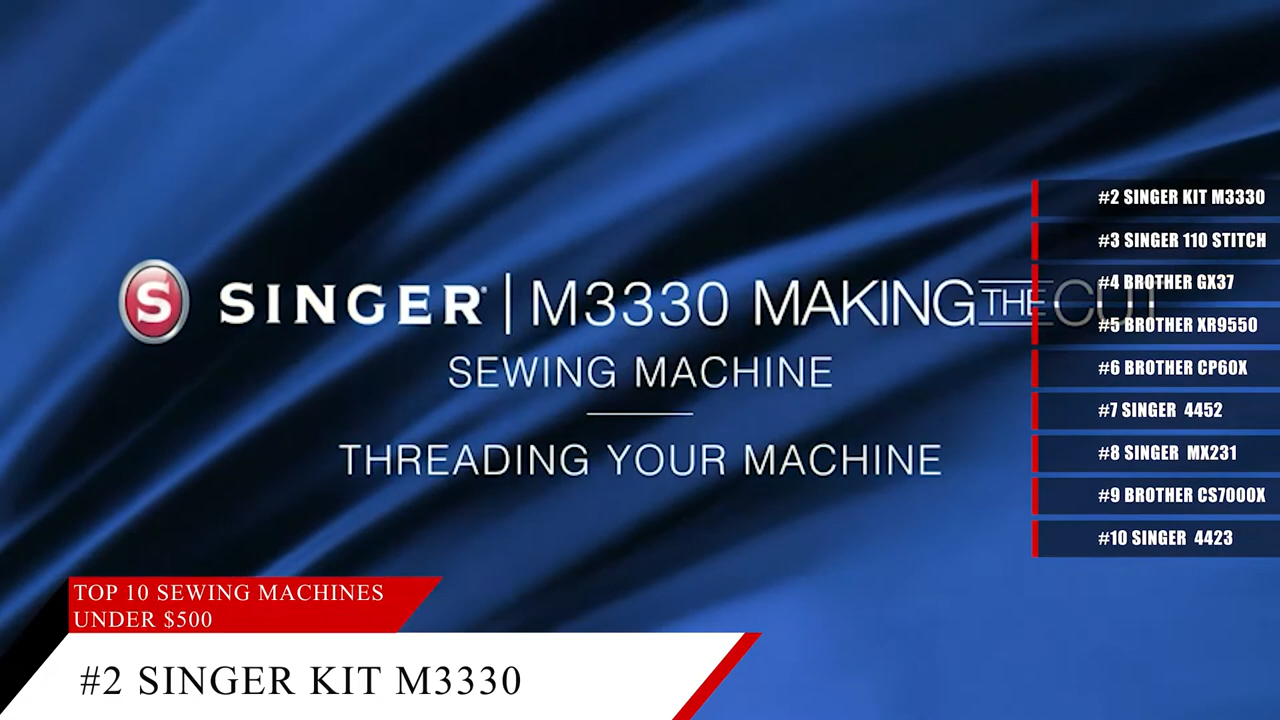 S SINGER® | M3330 MAKING THE CUT
SEWING MACHINE
THREADING YOUR MACHINE
#2 SINGER KIT M3330
#3 SINGER 110 STITCH
#4 BROTHER GX37
#5 BROTHER XR9550
#6 BROTHER CP60X
#7 SINGER 4452
#8 SINGER MX231
#9 BROTHER CS7000X
#10 SINGER 4423
TOP 10 SEWING MACHINES
UNDER $500
#2 SINGER KIT M3330